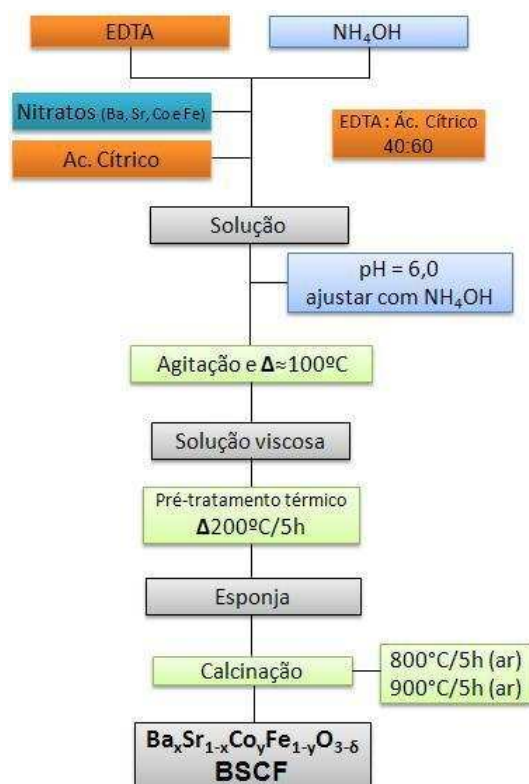 EDTA
NH₄OH
Nitratos (Ba, Sr, Co e Fe)
Ac. Cítrico
EDTA : Ác. Cítrico
40:60
Solução
pH = 6,0
ajustar com NH₄OH
Agitação e Δ≈100ºC
Solução viscosa
Pré-tratamento térmico
Δ200ºC/5h
Esponja
Calcinação
800°C/5h (ar)
900°C/5h (ar)
BaₓSr₁₋ₓCoᵧFe₁₋ᵧO₃₋δ
BSCF